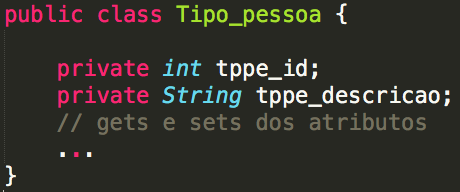 public class Tipo_pessoa {
private int tppe_id;
private String tppe_descricao;
// gets e sets dos atributos
...
}